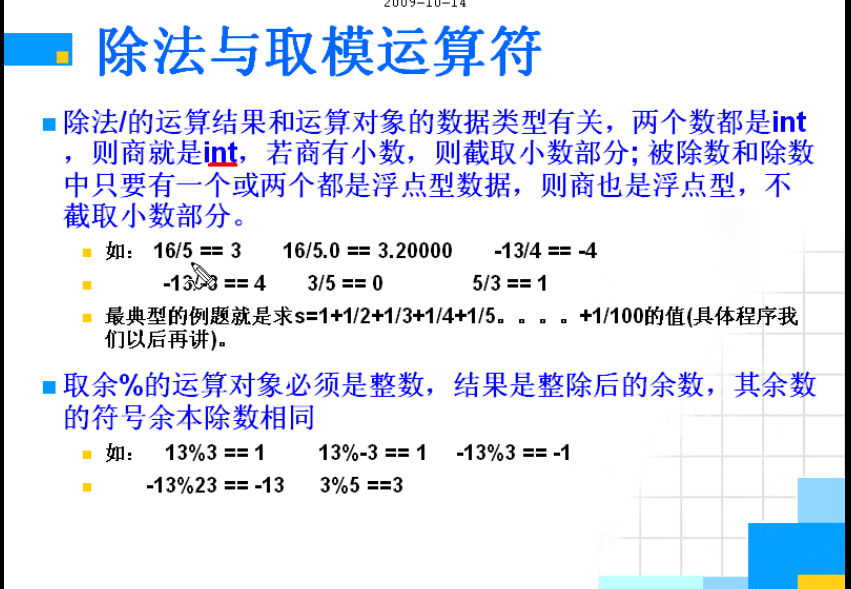 2009-10-14
除法与取模运算符
除法/的运算结果和运算对象的数据类型有关，两个数都是int
，则商就是int，若商有小数，则截取小数部分; 被除数和除数
中只要有一个或两个都是浮点型数据，则商也是浮点型，不
截取小数部分。
如： 16/5 == 3 16/5.0 == 3.20000 -13/4 == -4
-13/-3 == 4 3/5 == 0 5/3 == 1
最典型的例题就是求s=1+1/2+1/3+1/4+1/5。。。。+1/100的值(具体程序我
们以后再讲)。
取余%的运算对象必须是整数，结果是整除后的余数，其余数
的符号余本除数相同
如： 13%3 == 1 13%-3 == 1 -13%3 == -1
-13%23 == -13 3%5 ==3